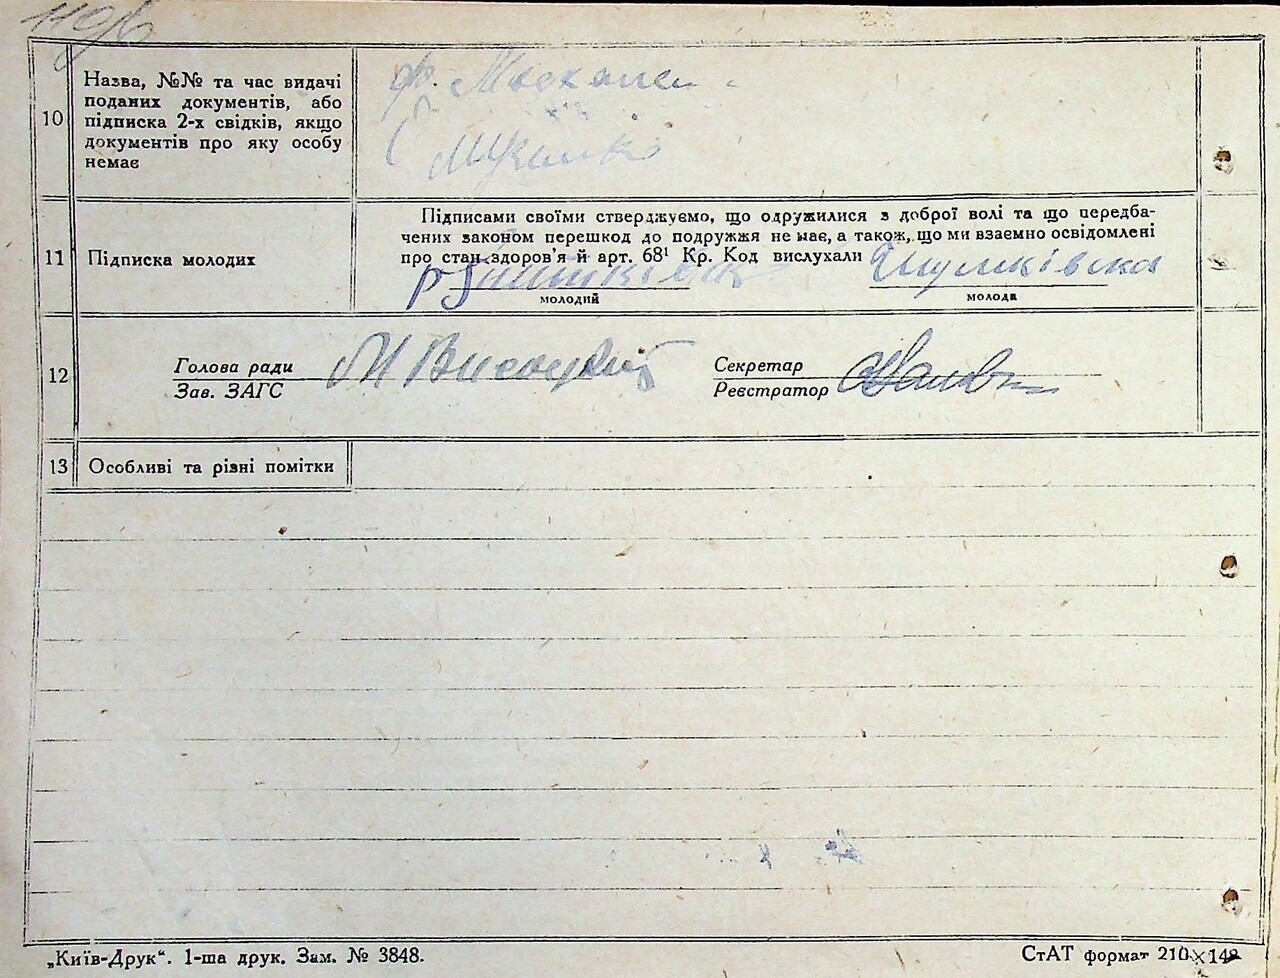 10
Назва, №№ та час видачі
поданих документів, або
підписка 2-х свідків, якщо
документів про яку особу
немає
11
Підписка молодих
Підписами своїми стверджуємо, що одружилися з доброї волі та що передба-
чених законом перешкод до подружжя не має, а також, що ми взаємно освідомлені
про стан здоров'я й арт. 68¹ Кр. Код вислухали
молодий
молода
12
Голова ради
Зав. ЗАГС
М Висоцкий
Секретар
Реєстратор
13
Особливі та різні помітки
„Київ-Друк“. 1-ша друк. Зам. № 3848.
СтАТ формат 210×148